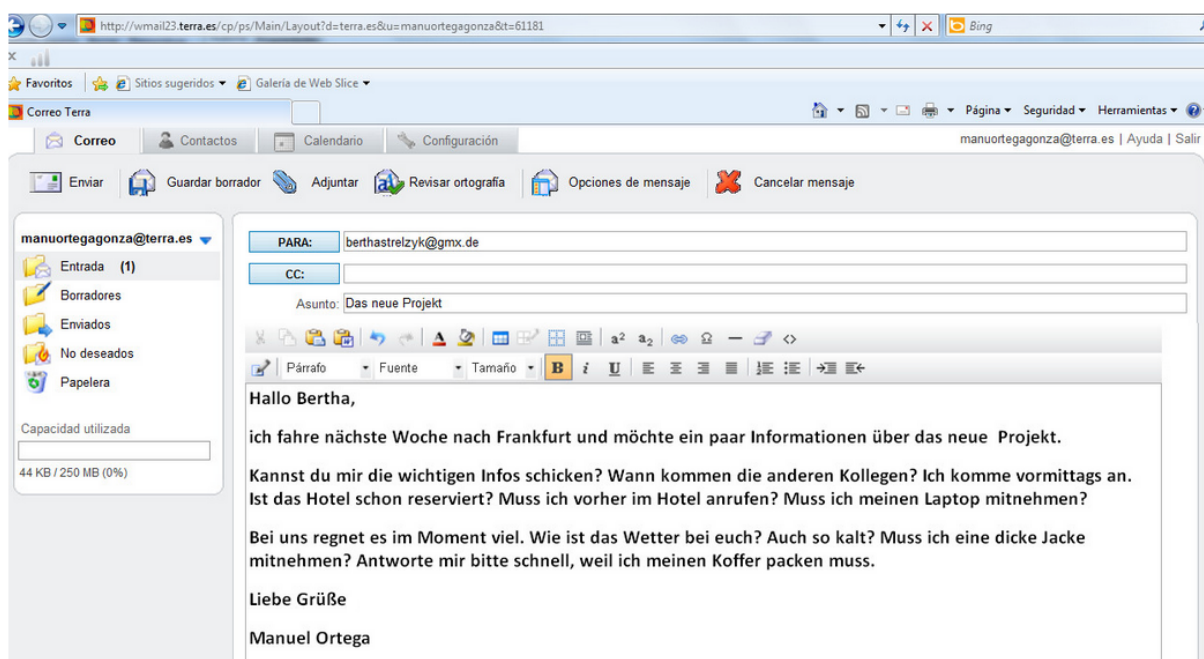 http://wmail23.terra.es/cp/ps/Main/Layout?d=terra.es&u=manuortegagonza&t=61181 Bing
x
Favoritos Sitios sugeridos Galería de Web Slice
Correo Terra Página Seguridad Herramientas
Correo Contactos Calendario Configuración manuortegagonza@terra.es | Ayuda | Salir
Enviar Guardar borrador Adjuntar Revisar ortografía Opciones de mensaje Cancelar mensaje
manuortegagonza@terra.es
Entrada (1)
Borradores
Enviados
No deseados
Papelera
Capacidad utilizada
44 KB / 250 MB (0%)
PARA: berthastrelzyk@gmx.de
CC:
Asunto: Das neue Projekt
Párrafo Fuente Tamaño B i U
Hallo Bertha,
ich fahre nächste Woche nach Frankfurt und möchte ein paar Informationen über das neue Projekt.
Kannst du mir die wichtigen Infos schicken? Wann kommen die anderen Kollegen? Ich komme vormittags an.
Ist das Hotel schon reserviert? Muss ich vorher im Hotel anrufen? Muss ich meinen Laptop mitnehmen?
Bei uns regnet es im Moment viel. Wie ist das Wetter bei euch? Auch so kalt? Muss ich eine dicke Jacke
mitnehmen? Antworte mir bitte schnell, weil ich meinen Koffer packen muss.
Liebe Grüße
Manuel Ortega